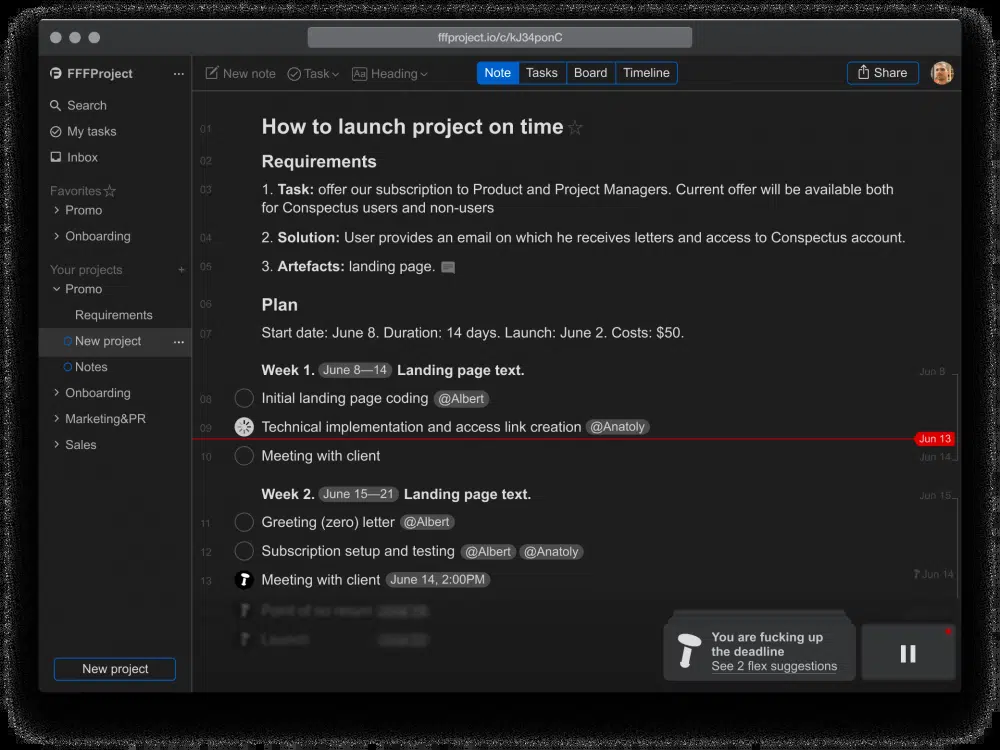 fffproject.io/c/kJ34ponC
FFFProject ···
New note Task Aa Heading
Note Tasks Board Timeline
Share
Search
My tasks
Inbox
Favorites
Promo
Onboarding
Your projects +
Promo
Requirements
New project ···
Notes
Onboarding
Marketing&PR
Sales
New project
01 How to launch project on time
02 Requirements
03 1. Task: offer our subscription to Product and Project Managers. Current offer will be available both
for Conspectus users and non-users
04 2. Solution: User provides an email on which he receives letters and access to Conspectus account.
05 3. Artefacts: landing page.
06 Plan
07 Start date: June 8. Duration: 14 days. Launch: June 2. Costs: $50.
Week 1. June 8—14 Landing page text. Jun 8
08 Initial landing page coding @Albert
09 Technical implementation and access link creation @Anatoly
Jun 13
10 Meeting with client Jun 14
Week 2. June 15—21 Landing page text. Jun 15
11 Greeting (zero) letter @Albert
12 Subscription setup and testing @Albert @Anatoly
13 Meeting with client June 14, 2:00PM Jun 14
Point of no return
Launch
You are fucking up
the deadline
See 2 flex suggestions